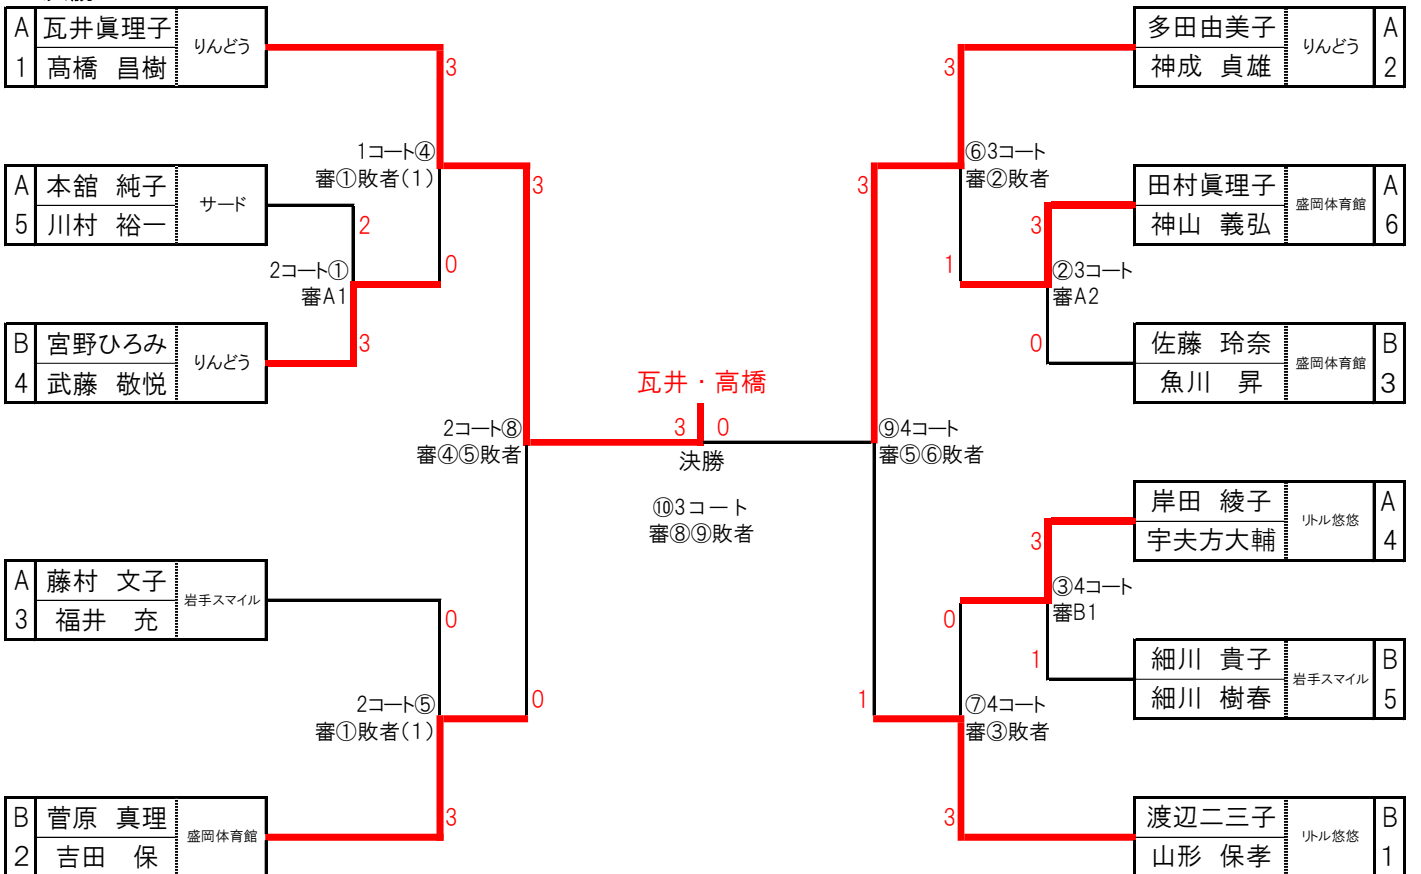 A 瓦井眞理子 りんどう
1 髙橋 昌樹
3
1コート④
審①敗者(1)
A 本舘 純子 サード
5 川村 裕一
3
2
2コート①
審A1
0
B 宮野ひろみ りんどう
4 武藤 敬悦
3
2コート⑧
審④⑤敗者
A 藤村 文子 岩手スマイル
3 福井 充
0
2コート⑤
審①敗者(1)
0
B 菅原 真理 盛岡体育館
2 吉田 保
3
瓦井・高橋
3 0
決勝
⑩3コート
審⑧⑨敗者
多田由美子 りんどう A
神成 貞雄 2
3
⑥3コート
審②敗者
3
田村眞理子 盛岡体育館 A
神山 義弘 6
3
1
②3コート
審A2
佐藤 玲奈 盛岡体育館 B
魚川 昇 3
0
⑨4コート
審⑤⑥敗者
岸田 綾子 リトル悠悠 A
宇夫方大輔 4
3
③4コート
審B1
0
細川 貴子 岩手スマイル B
細川 樹春 5
1
1
⑦4コート
審③敗者
渡辺二三子 リトル悠悠 B
山形 保孝 1
3